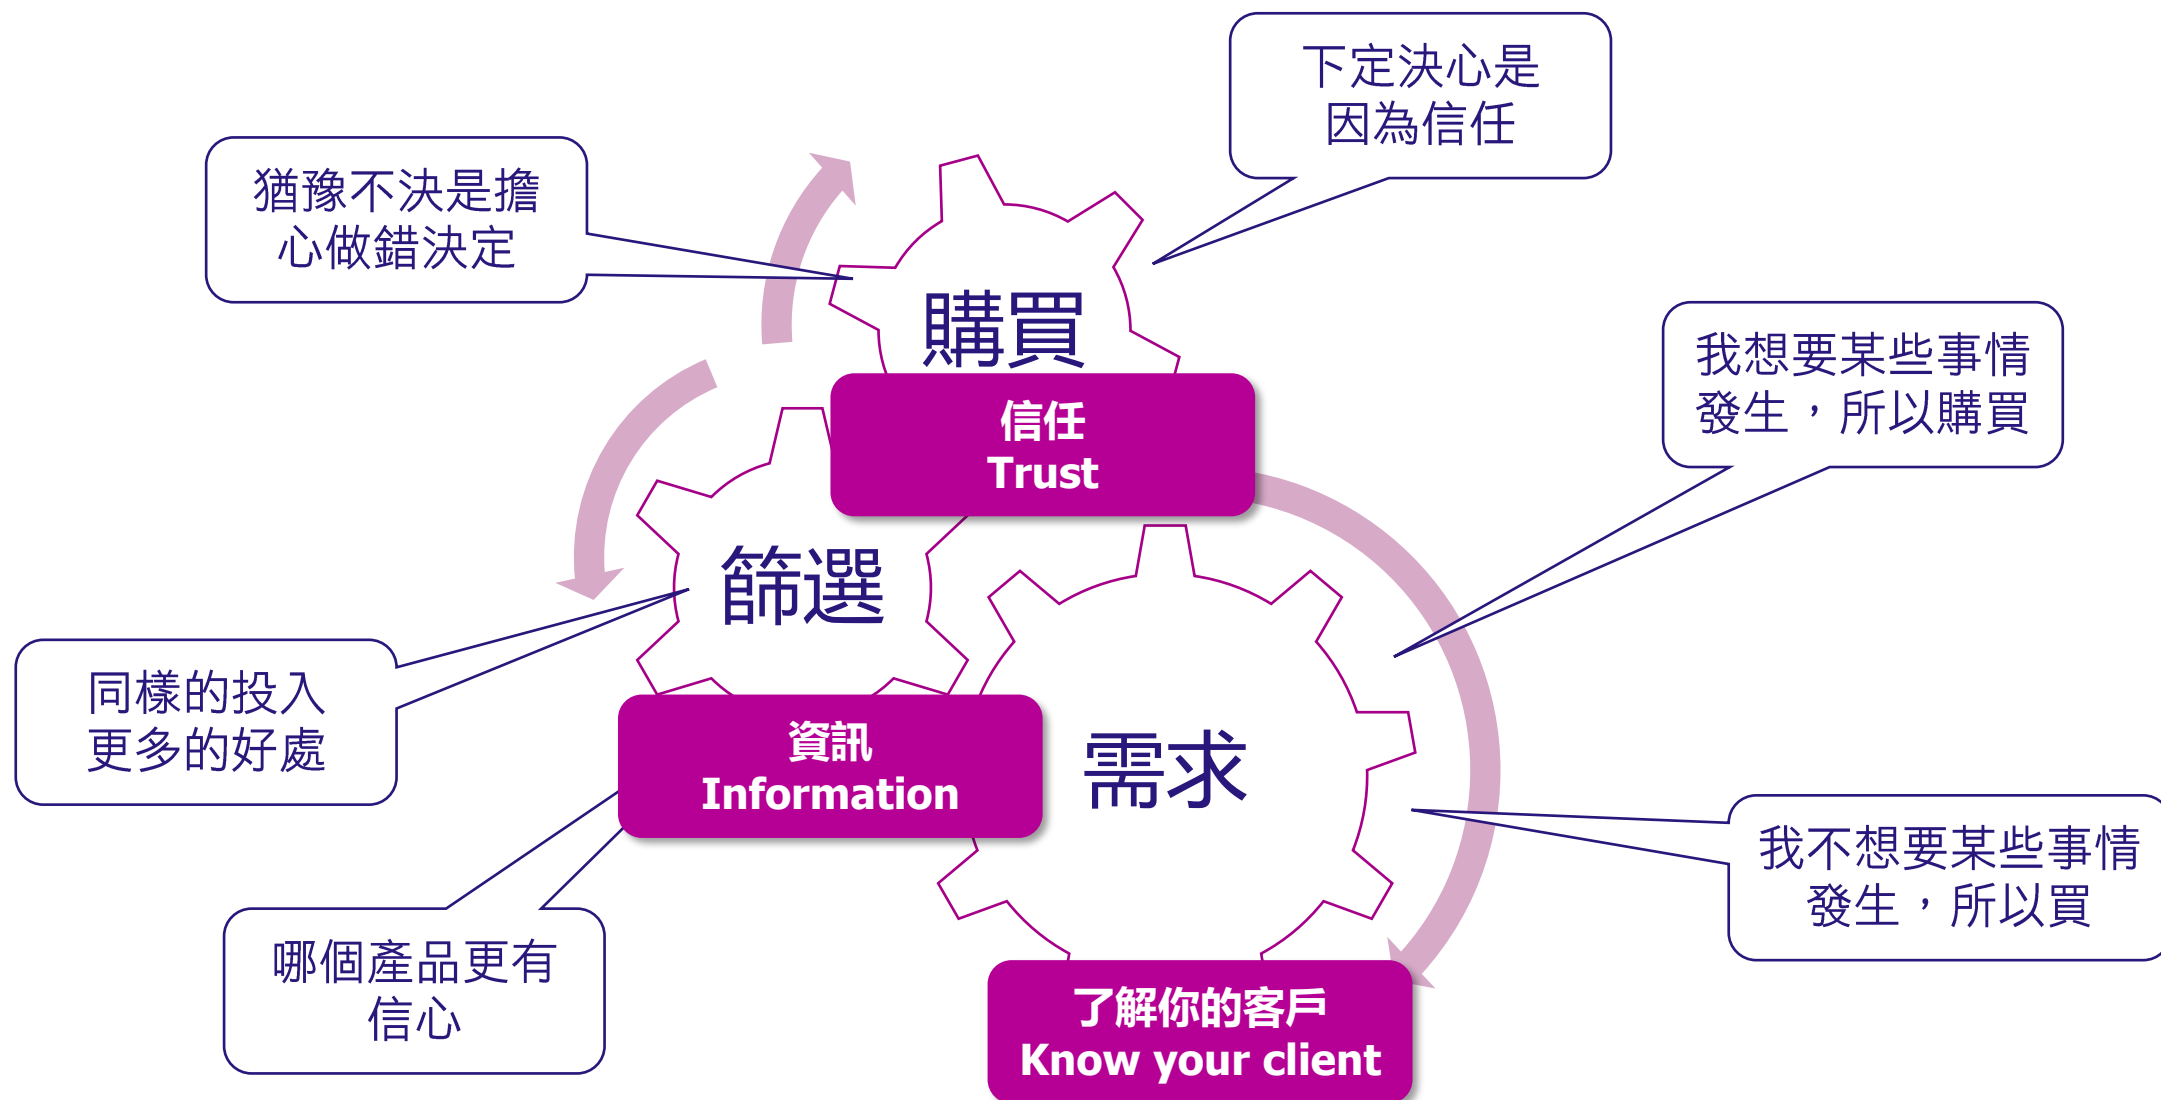 下定決心是
因為信任
猶豫不決是擔
心做錯決定
購買
我想要某些事情
發生，所以購買
信任
Trust
篩選
同樣的投入
更多的好處
資訊
Information
需求
我不想要某些事情
發生，所以買
哪個產品更有
信心
了解你的客戶
Know your client